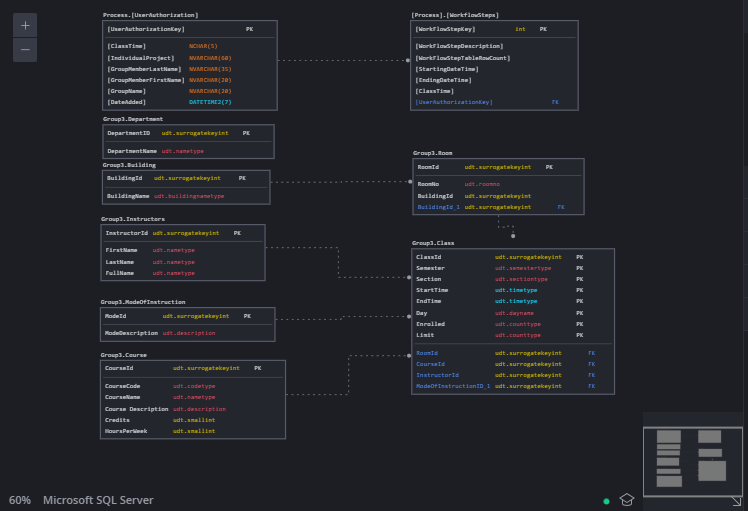 Process.[UserAuthorization]
[UserAuthorizationKey] PK
[ClassTime] NCHAR(5)
[IndividualProject] NVARCHAR(60)
[GroupMemberLastName] NVARCHAR(35)
[GroupMemberFirstName] NVARCHAR(20)
[GroupName] NVARCHAR(20)
[DateAdded] DATETIME2(7)
[Process].[WorkflowSteps]
[WorkFlowStepKey] int PK
[WorkFlowStepDescription]
[WorkFlowStepTableRowCount]
[StartingDateTime]
[EndingDateTime]
[ClassTime]
[UserAuthorizationKey] FK
Group3.Department
DepartmentID udt.surrogatekeyint PK
DepartmentName udt.nametype
Group3.Building
BuildingId udt.surrogatekeyint PK
BuildingName udt.buildingnametype
Group3.Room
RoomId udt.surrogatekeyint PK
RoomNo udt.roomno
BuildingId udt.surrogatekeyint
BuildingId_1 udt.surrogatekeyint FK
Group3.Instructors
InstructorId udt.surrogatekeyint PK
FirstName udt.nametype
LastName udt.nametype
FullName udt.nametype
Group3.Class
ClassId udt.surrogatekeyint PK
Semester udt.semestertype PK
Section udt.sectiontype PK
StartTime udt.timetype PK
EndTime udt.timetype PK
Day udt.dayname PK
Enrolled udt.counttype PK
Limit udt.counttype PK
RoomId udt.surrogatekeyint FK
CourseId udt.surrogatekeyint FK
InstructorId udt.surrogatekeyint FK
ModeOfInstructionID_1 udt.surrogatekeyint FK
Group3.ModeOfInstruction
ModeId udt.surrogatekeyint PK
ModeDescription udt.description
Group3.Course
CourseId udt.surrogatekeyint PK
CourseCode udt.codetype
CourseName udt.nametype
Course Description udt.description
Credits udt.smallint
HoursPerWeek udt.smallint
60% Microsoft SQL Server